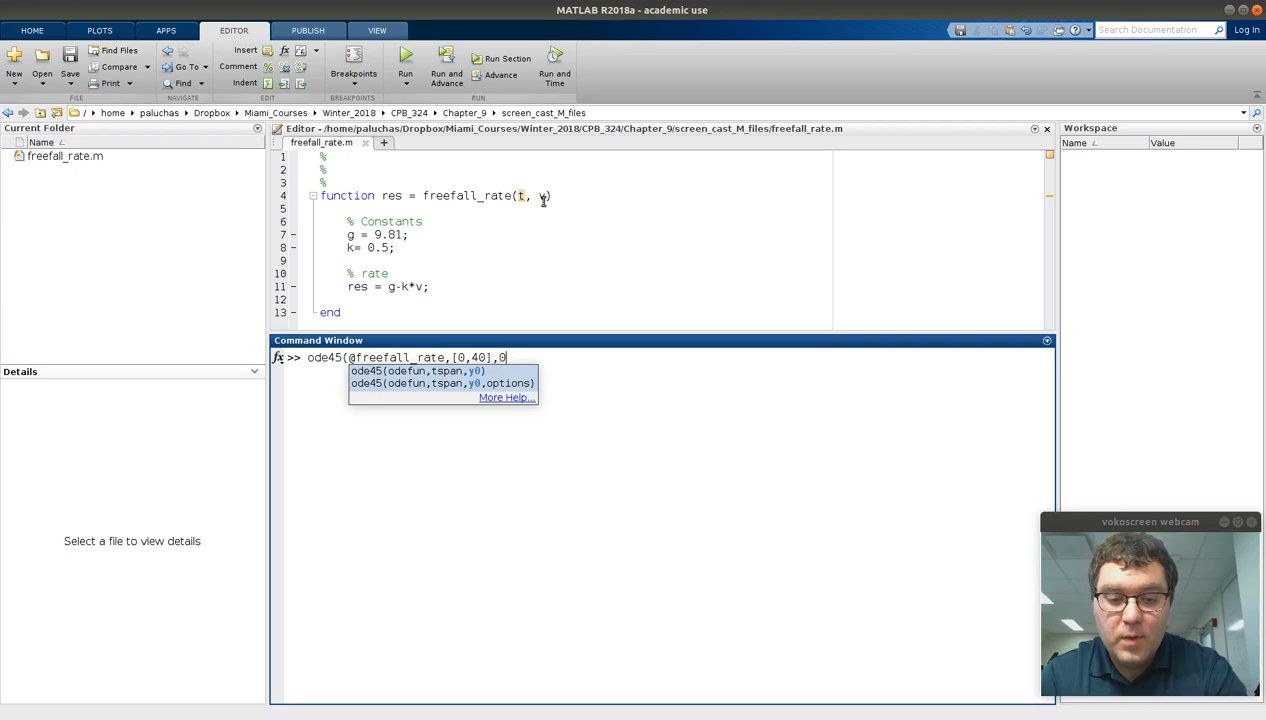 MATLAB R2018a - academic use
HOME PLOTS APPS EDITOR PUBLISH VIEW Search Documentation Log In
New Open Save Find Files Compare Print Go To Find Insert Comment Indent Breakpoints Run Run and Advance Run Section Advance Run and Time
FILE NAVIGATE EDIT BREAKPOINTS RUN
/ home paluchas Dropbox Miami_Courses Winter_2018 CPB_324 Chapter_9 screen_cast_M_files
Current Folder
Name
freefall_rate.m
Details
Select a file to view details
Editor - /home/paluchas/Dropbox/Miami_Courses/Winter_2018/CPB_324/Chapter_9/screen_cast_M_files/freefall_rate.m
freefall_rate.m
1 %
2 %
3 %
4 function res = freefall_rate(t, v)
5
6 % Constants
7 g = 9.81;
8 k= 0.5;
9
10 % rate
11 res = g-k*v;
12
13 end
Command Window
fx >> ode45(@freefall_rate,[0,40],0
ode45(odefun,tspan,y0)
ode45(odefun,tspan,y0,options)
More Help...
Workspace
Name Value
vokoscreen webcam